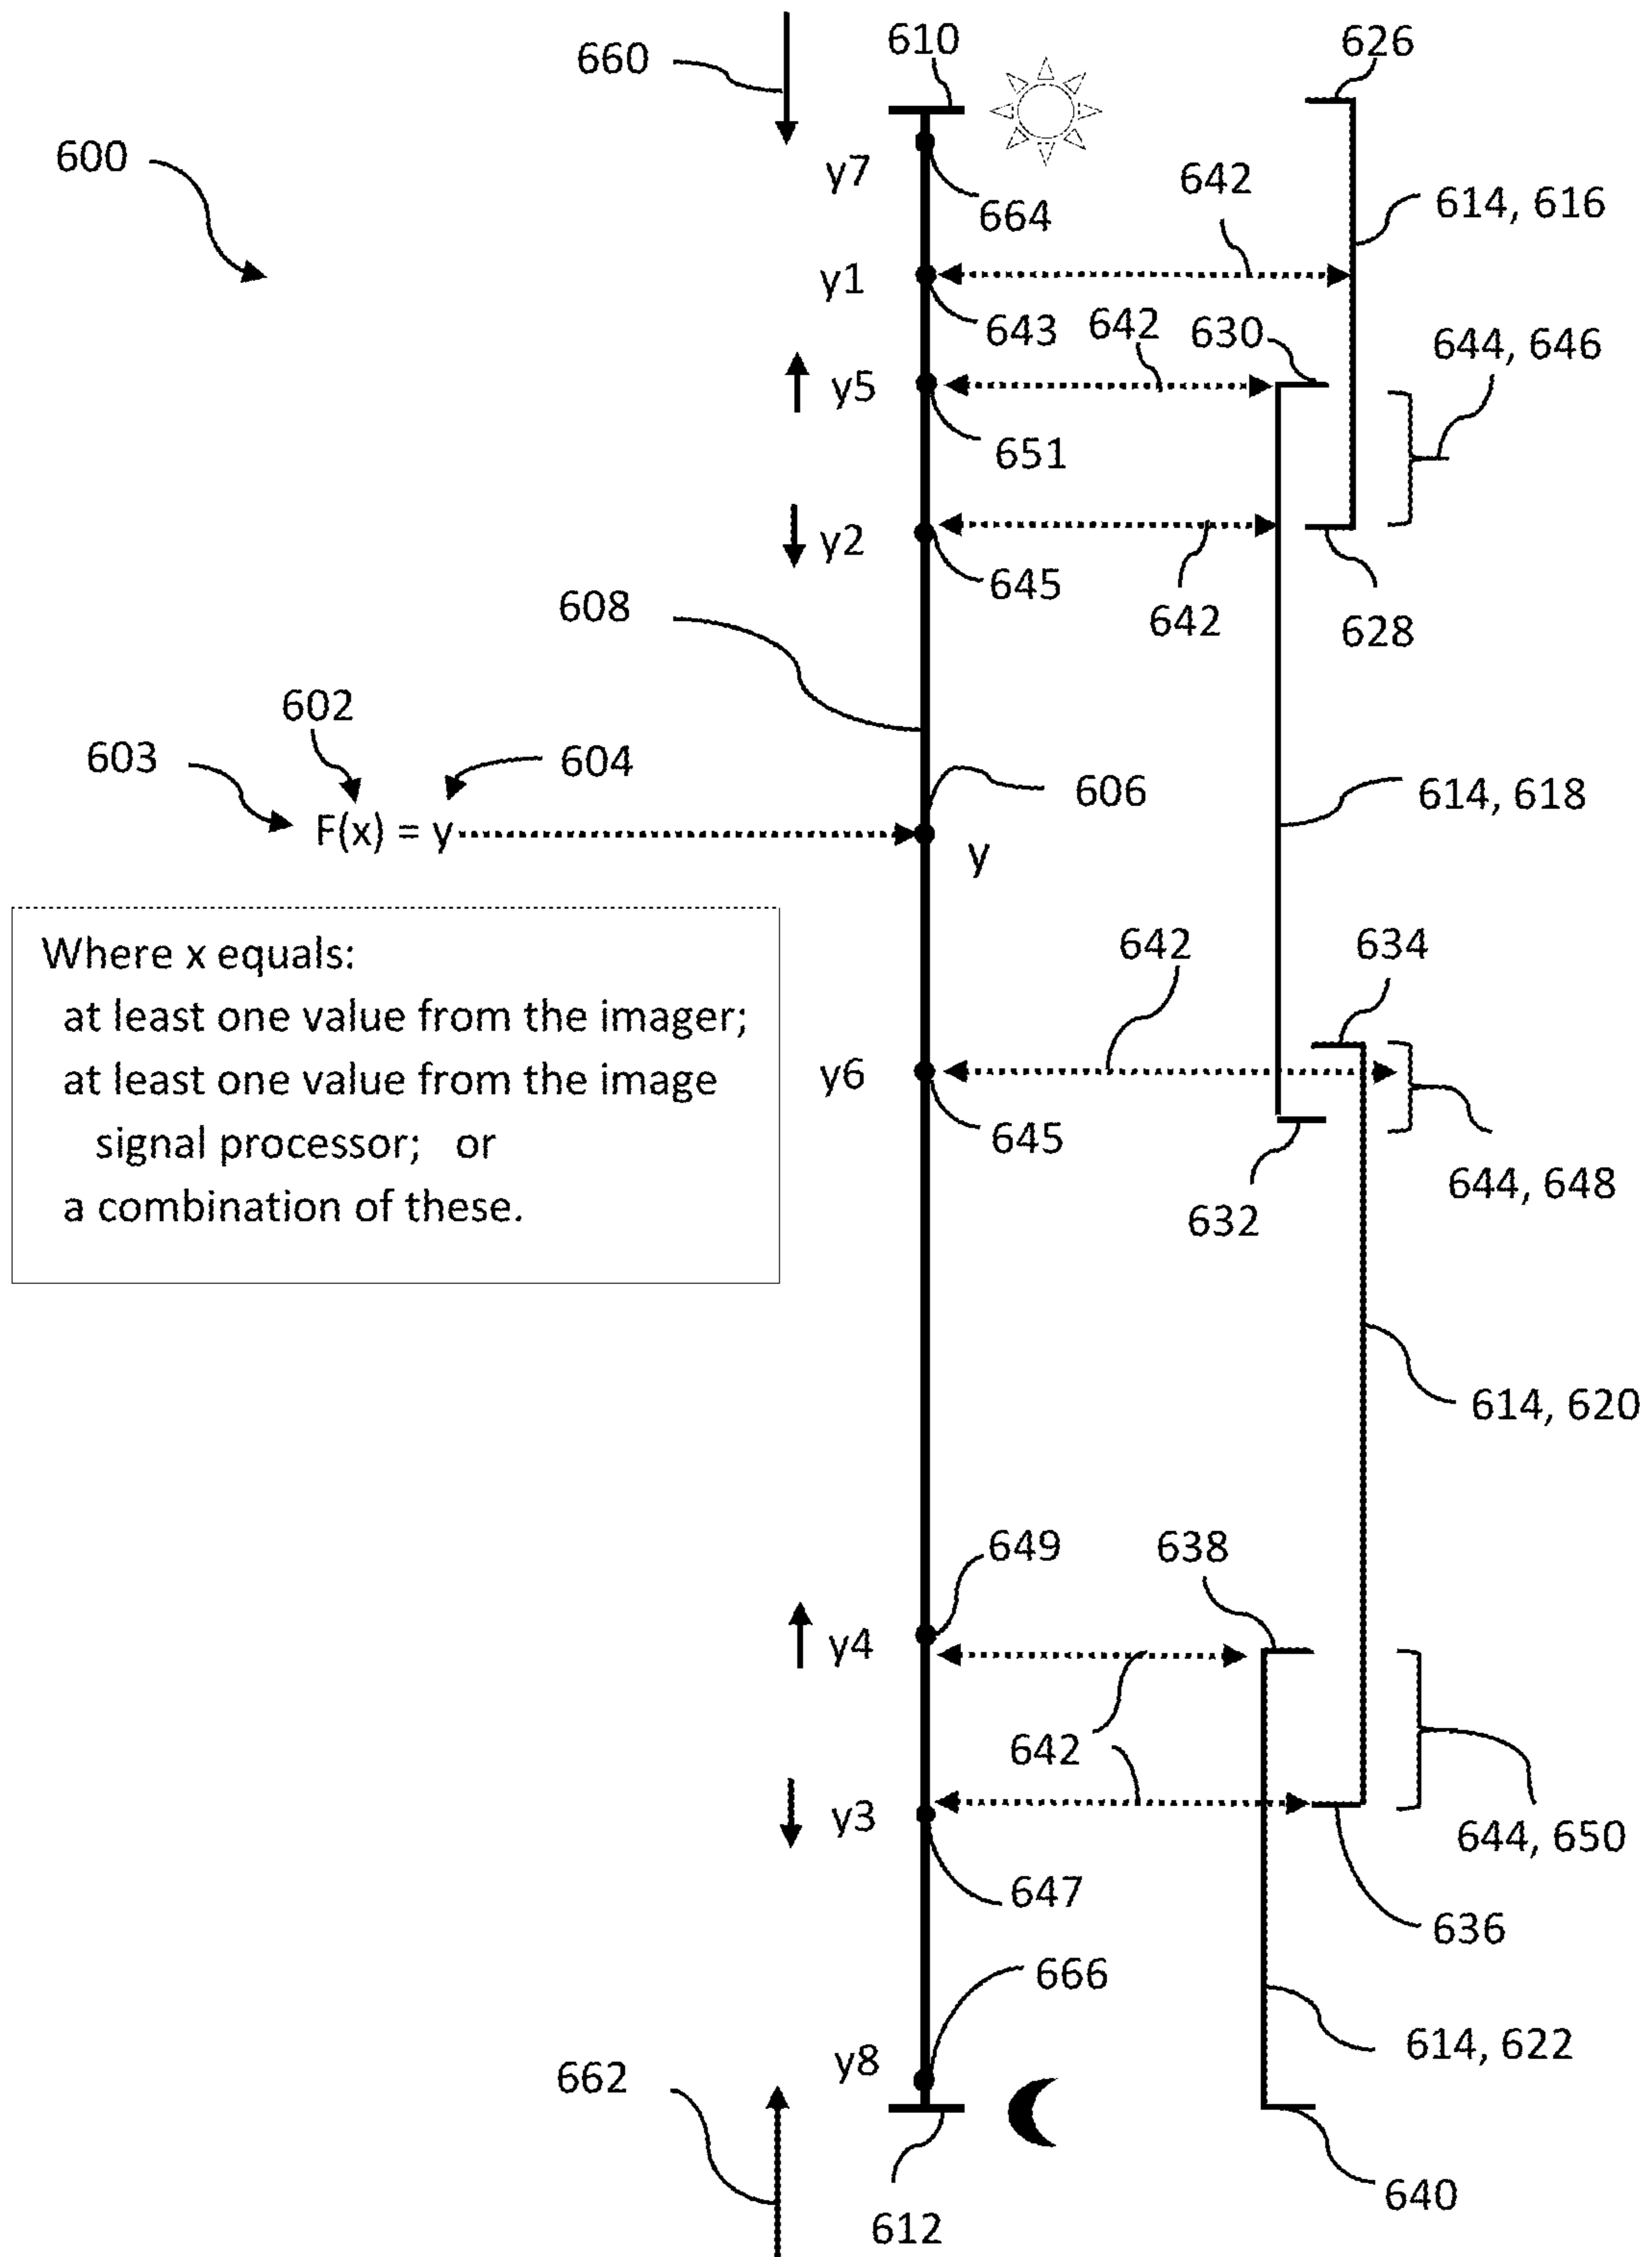 610
626
660
600
y7
642
664
614, 616
y1
643
642
630
644, 646
y5
651
y2
645
608
642
628
602
603
604
606
614, 618
F(x) = y
y
Where x equals:
at least one value from the imager;
at least one value from the image
signal processor; or
a combination of these.
642
634
y6
645
644, 648
632
614, 620
649
638
y4
642
y3
644, 650
647
636
666
y8
614, 622
662
640
612